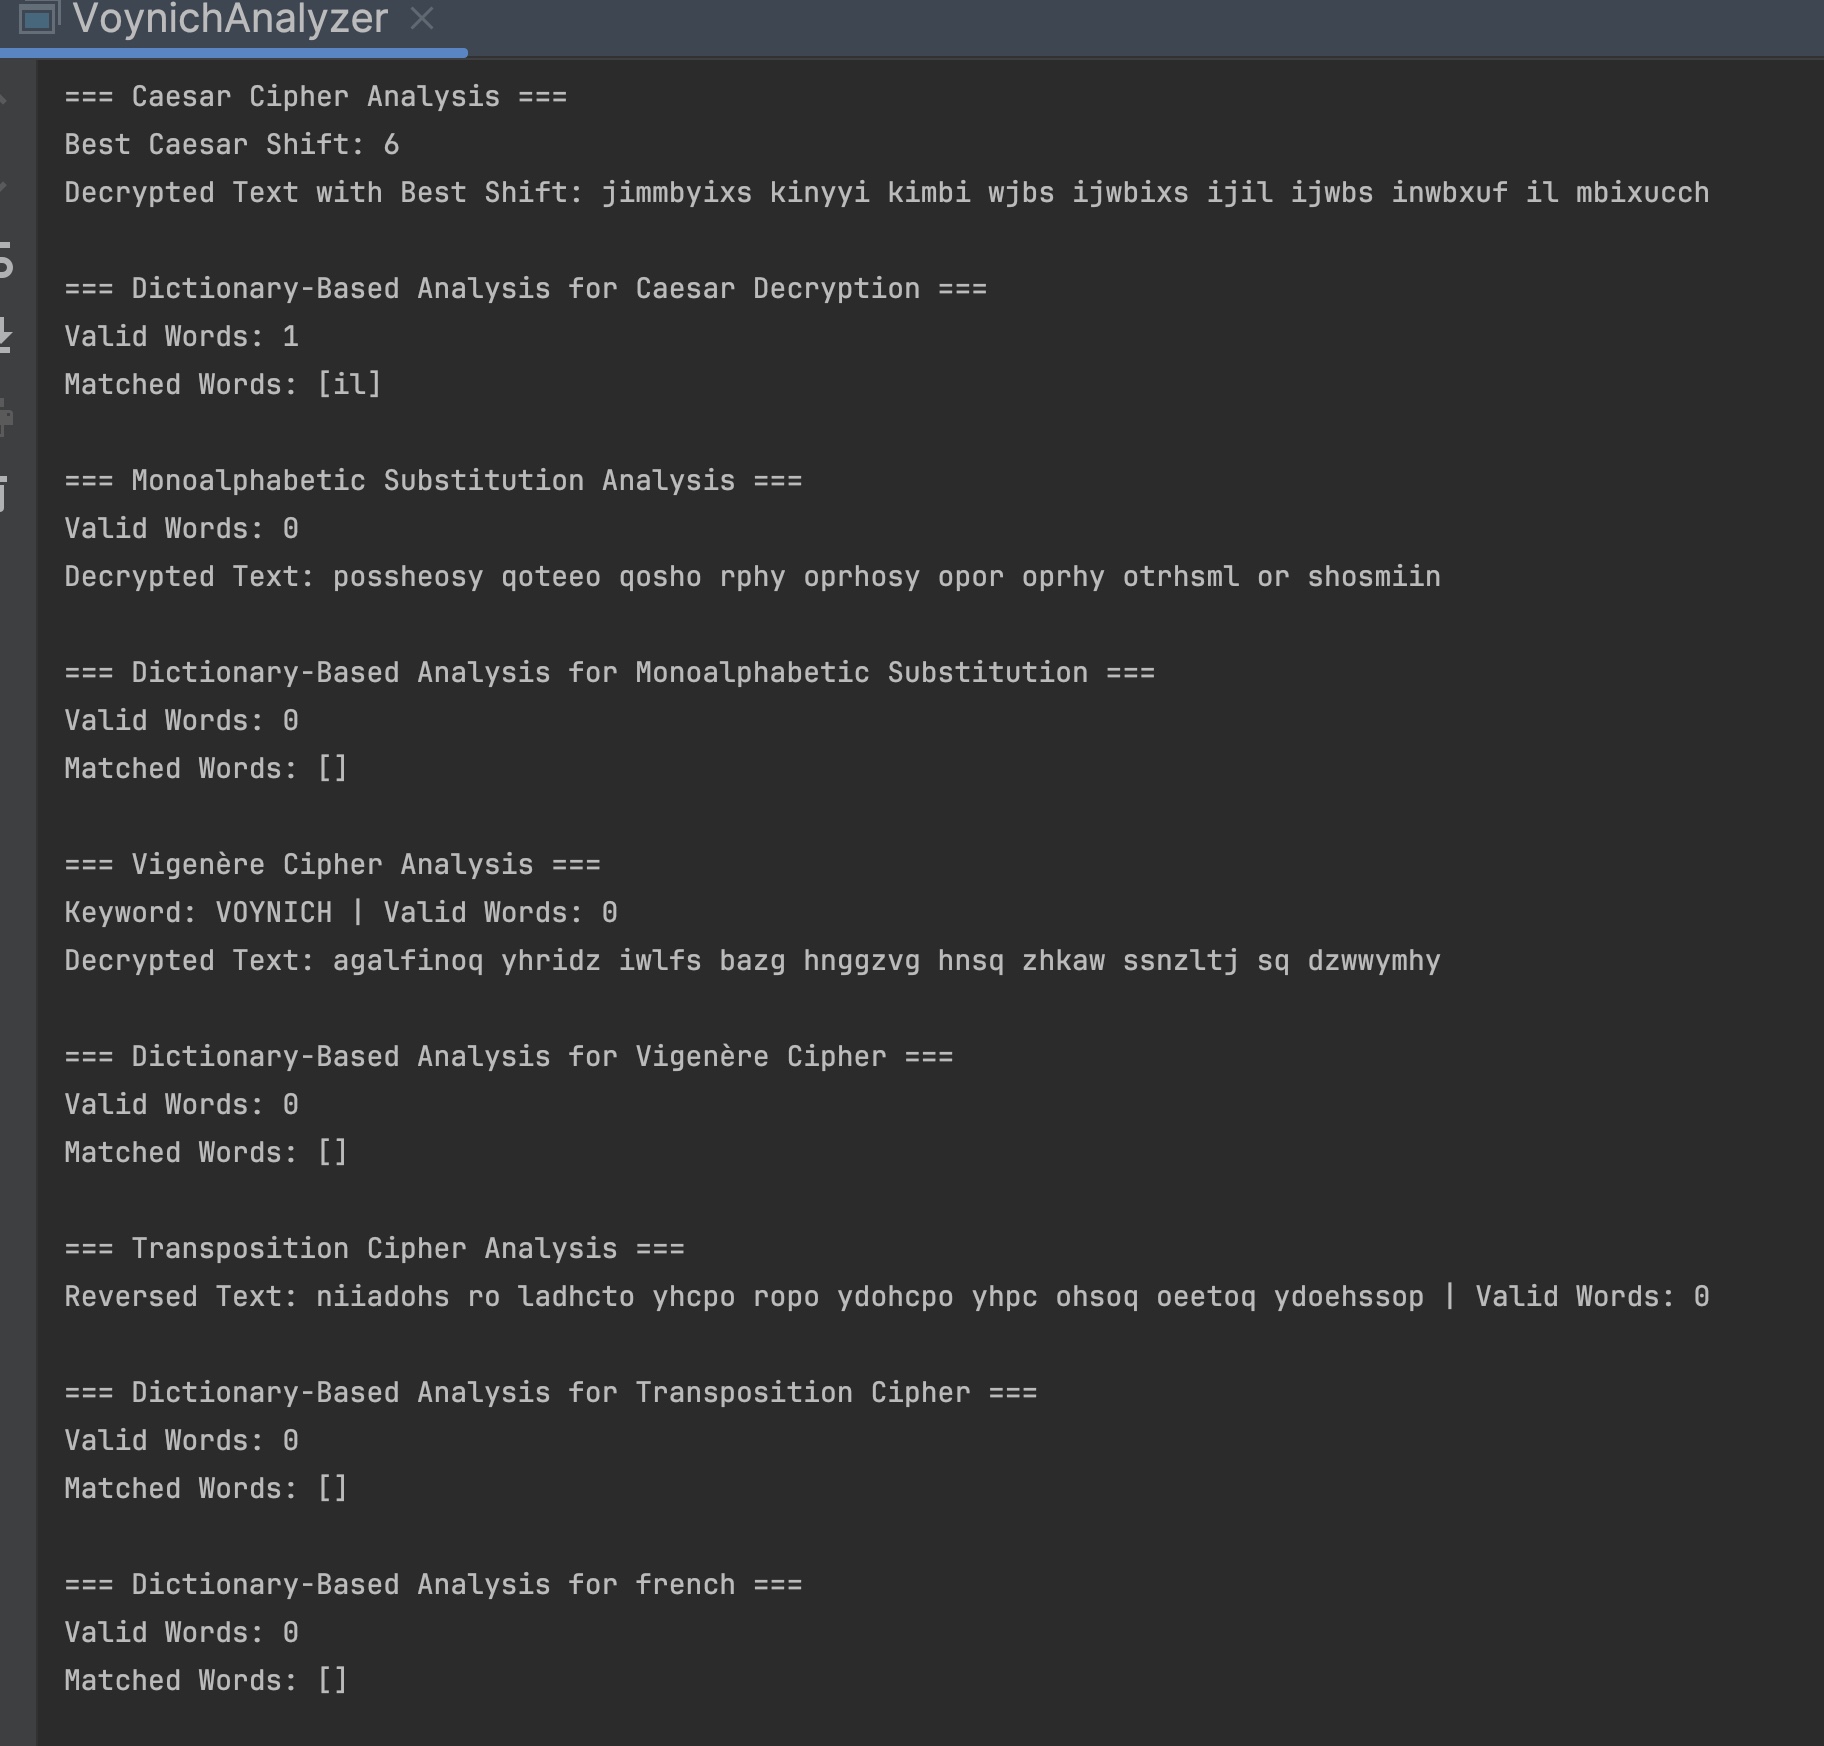 VoynichAnalyzer
=== Caesar Cipher Analysis ===
Best Caesar Shift: 6
Decrypted Text with Best Shift: jimmbyixs kinyyi kimbi wjbs ijwbixs ijil ijwbs inwbxuf il mbixucch
=== Dictionary-Based Analysis for Caesar Decryption ===
Valid Words: 1
Matched Words: [il]
=== Monoalphabetic Substitution Analysis ===
Valid Words: 0
Decrypted Text: possheosy qoteeo qosho rphy oprhosy opor oprhy otrhsml or shosmiin
=== Dictionary-Based Analysis for Monoalphabetic Substitution ===
Valid Words: 0
Matched Words: []
=== Vigenère Cipher Analysis ===
Keyword: VOYNICH | Valid Words: 0
Decrypted Text: agalfinoq yhridz iwlfs bazg hnggzvg hnsq zhkaw ssnzltj sq dzwwymhy
=== Dictionary-Based Analysis for Vigenère Cipher ===
Valid Words: 0
Matched Words: []
=== Transposition Cipher Analysis ===
Reversed Text: niiadohs ro ladhcto yhcpo ropo ydohcpo yhpc ohsoq oeetoq ydoehssop | Valid Words: 0
=== Dictionary-Based Analysis for Transposition Cipher ===
Valid Words: 0
Matched Words: []
=== Dictionary-Based Analysis for french ===
Valid Words: 0
Matched Words: []